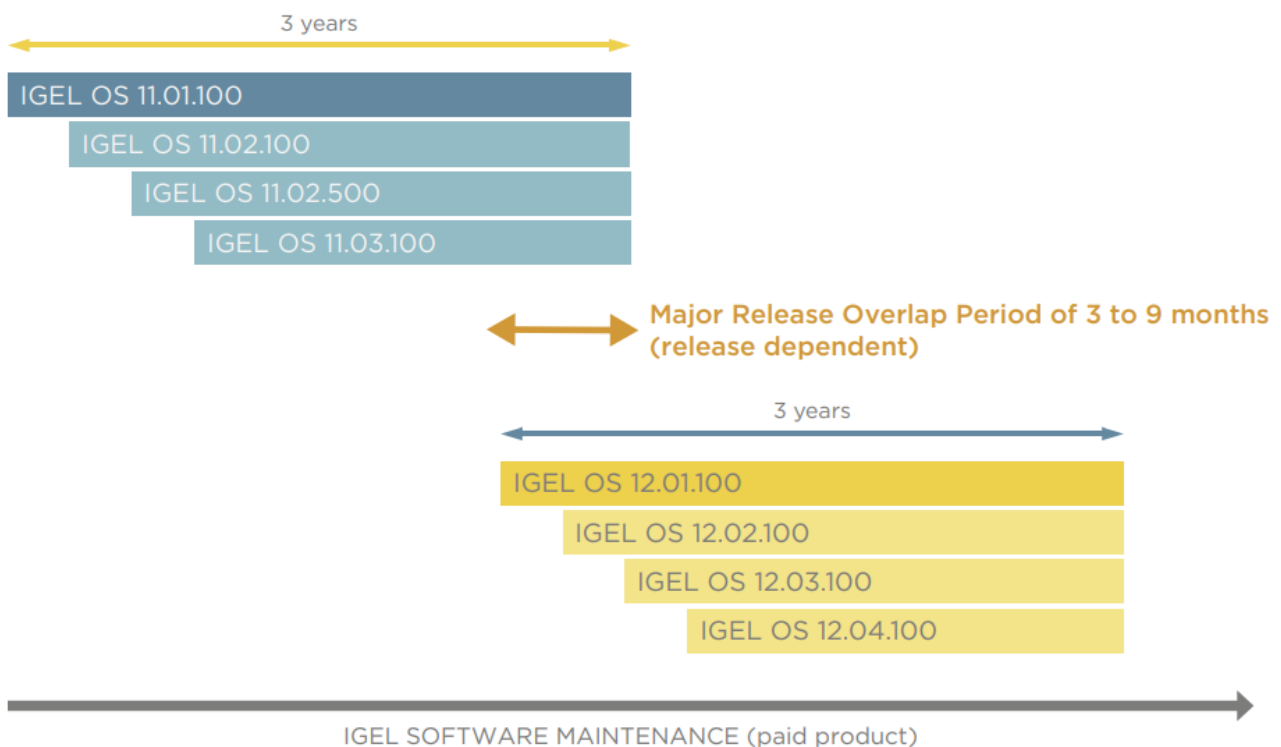 3 years
IGEL OS 11.01.100
IGEL OS 11.02.100
IGEL OS 11.02.500
IGEL OS 11.03.100
Major Release Overlap Period of 3 to 9 months
(release dependent)
3 years
IGEL OS 12.01.100
IGEL OS 12.02.100
IGEL OS 12.03.100
IGEL OS 12.04.100
IGEL SOFTWARE MAINTENANCE (paid product)